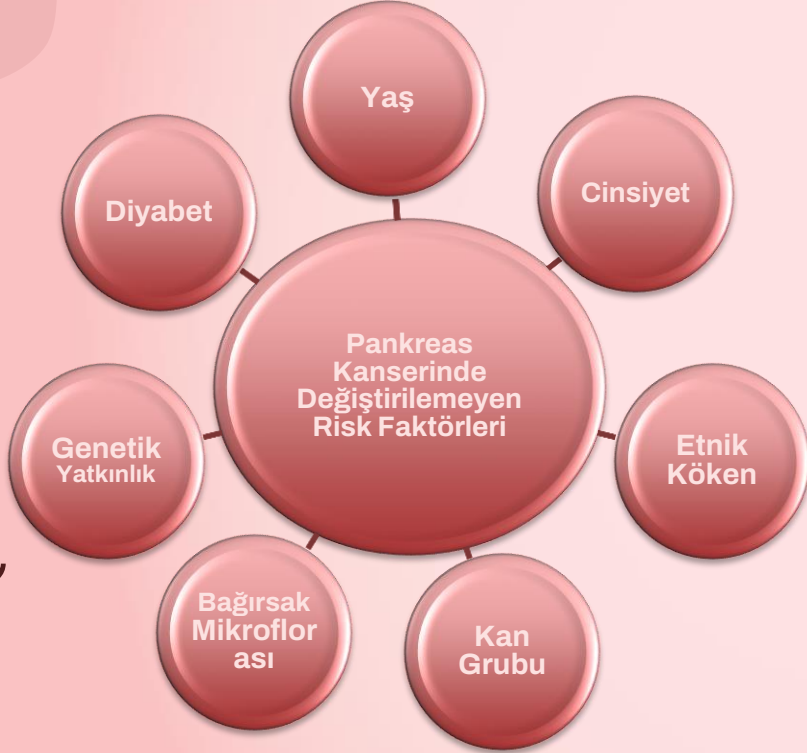 Yaş
Cinsiyet
Diyabet
Pankreas
Kanserinde
Değiştirilemeyen
Risk Faktörleri
Etnik
Köken
Genetik
Yatkınlık
Bağırsak
Mikroflor
ası
Kan
Grubu